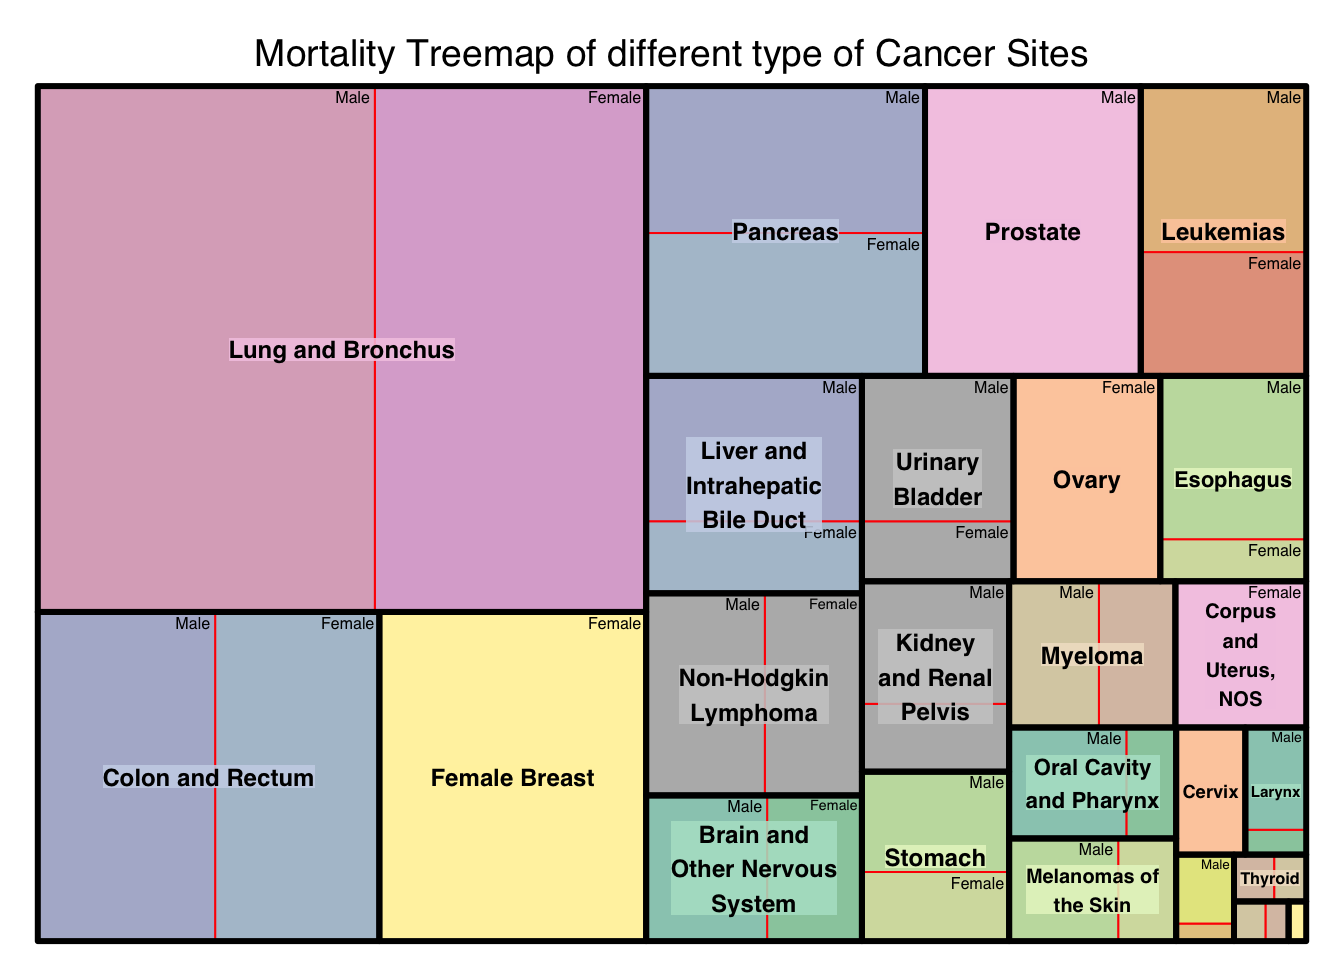 Mortality Treemap of different type of Cancer Sites
Male
Female
Lung and Bronchus
Male
Female
Colon and Rectum
Female
Female Breast
Male
Pancreas
Female
Male
Prostate
Male
Leukemias
Female
Male
Liver and
Intrahepatic
Bile Duct
Female
Male
Urinary
Bladder
Female
Female
Ovary
Male
Esophagus
Female
Male
Female
Non-Hodgkin
Lymphoma
Male
Kidney
and Renal
Pelvis
Male
Myeloma
Female
Corpus
and
Uterus,
NOS
Male
Female
Brain and
Other Nervous
System
Male
Stomach
Female
Male
Oral Cavity
and Pharynx
Cervix
Male
Larynx
Male
Melanomas of
the Skin
Male
Thyroid